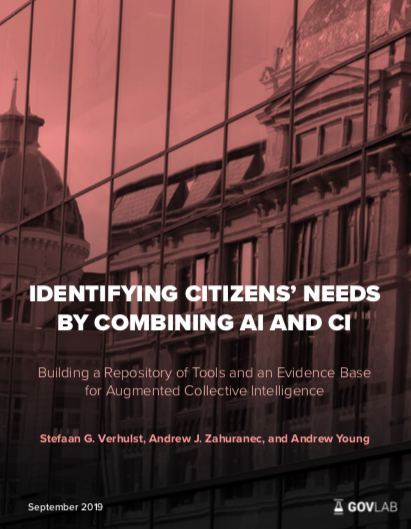 IDENTIFYING CITIZENS' NEEDS
BY COMBINING AI AND CI
Building a Repository of Tools and an Evidence Base
for Augmented Collective Intelligence
Stefaan G. Verhulst, Andrew J. Zahuranec, and Andrew Young
September 2019
GOVLAB